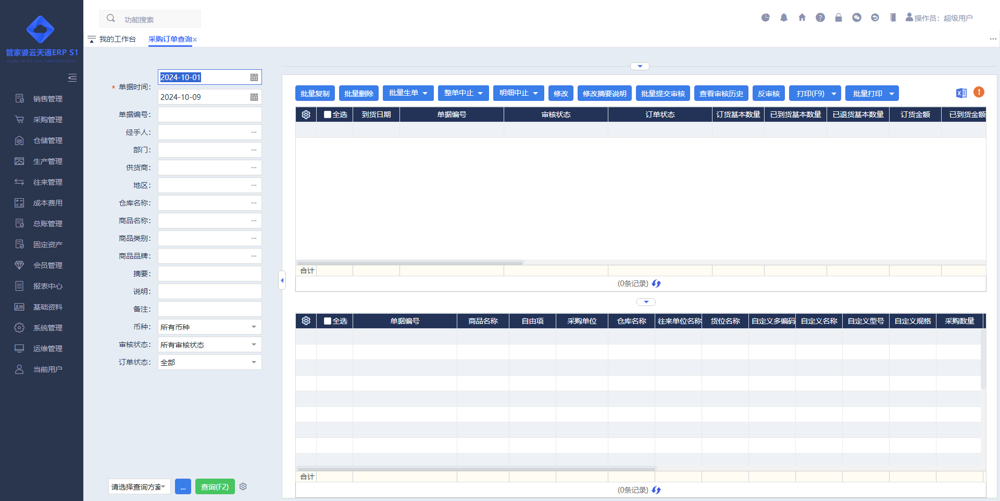 功能搜索
操作员：超级用户
管家婆云天通ERP S1
GUAN JIA PO YUN TIANTONGERPS1
我的工作台
采购订单查询×
销售管理
采购管理
仓储管理
生产管理
往来管理
成本费用
总账管理
固定资产
会员管理
报表中心
基础资料
系统管理
运维管理
当前用户
* 单据时间：
2024-10-01
2024-10-09
单据编号：
经手人：
部门：
供货商：
地区：
仓库名称：
商品名称：
商品类别：
商品品牌：
摘要：
说明：
备注：
币种： 所有币种
审核状态： 所有审核状态
订单状态： 全部
请选择查询方案 ... 查询(F2)
批量复制 批量删除 批量生单 整单中止 明细中止 修改 修改摘要说明 批量提交审核 查看审核历史 反审核 打印(F9) 批量打印
全选 到货日期 单据编号 审核状态 订单状态 订货基本数量 已到货基本数量 已退货基本数量 订货金额 已到货金额
合计
(0条记录)
全选 单据编号 商品名称 自由项 采购单位 仓库名称 往来单位名称 货位名称 自定义多编码 自定义名称 自定义型号 自定义规格 采购数量
合计
(0条记录)